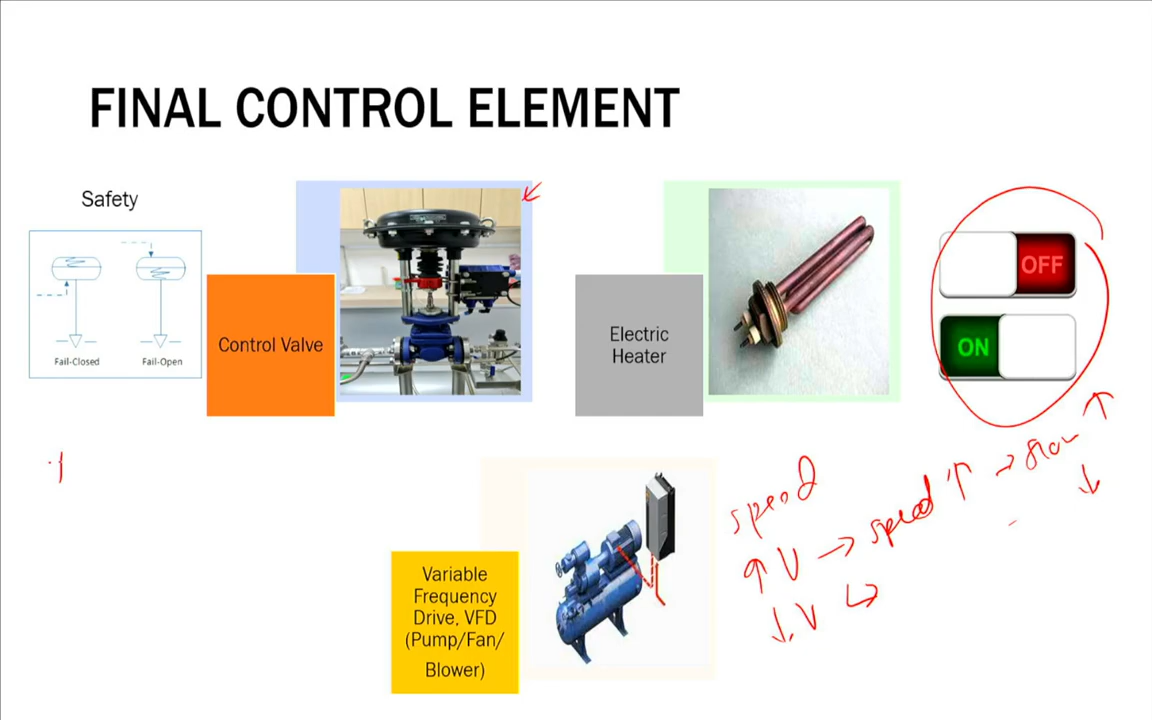 FINAL CONTROL ELEMENT
Safety
Fail-Closed
Fail-Open
Control Valve
Electric
Heater
OFF
ON
Variable
Frequency
Drive, VFD
(Pump/Fan/
Blower)
speed
↑ V → speed ↑ → flow ↑
↓ V ↳ ↓